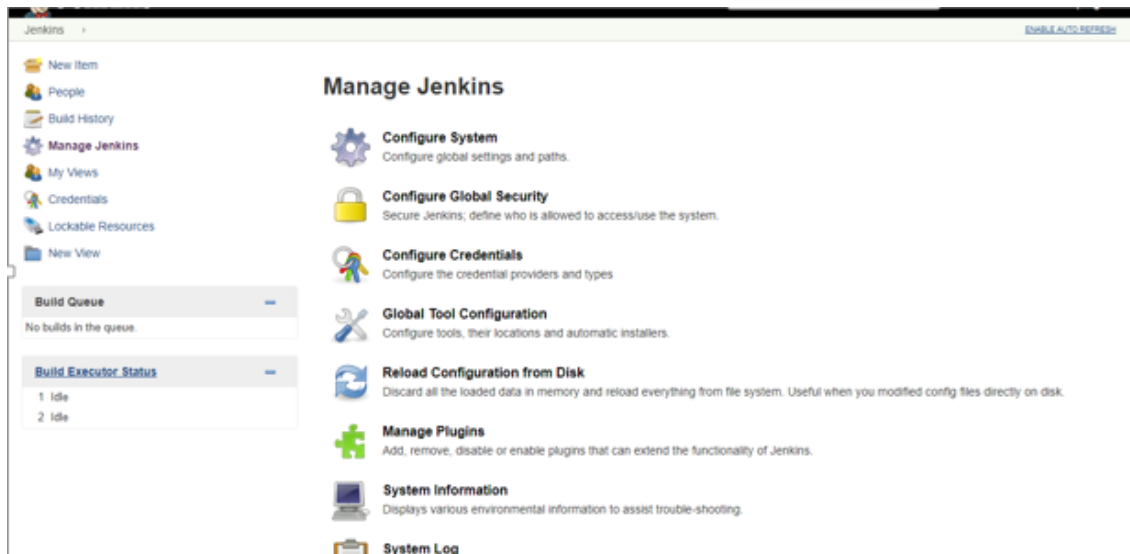 Jenkins
ENABLE AUTO REFRESH
New Item
People
Build History
Manage Jenkins
My Views
Credentials
Lockable Resources
New View
Build Queue
No builds in the queue.
Build Executor Status
1 Idle
2 Idle
Manage Jenkins
Configure System
Configure global settings and paths.
Configure Global Security
Secure Jenkins; define who is allowed to access/use the system.
Configure Credentials
Configure the credential providers and types
Global Tool Configuration
Configure tools, their locations and automatic installers.
Reload Configuration from Disk
Discard all the loaded data in memory and reload everything from file system. Useful when you modified config files directly on disk.
Manage Plugins
Add, remove, disable or enable plugins that can extend the functionality of Jenkins.
System Information
Displays various environmental information to assist trouble-shooting.
System Log